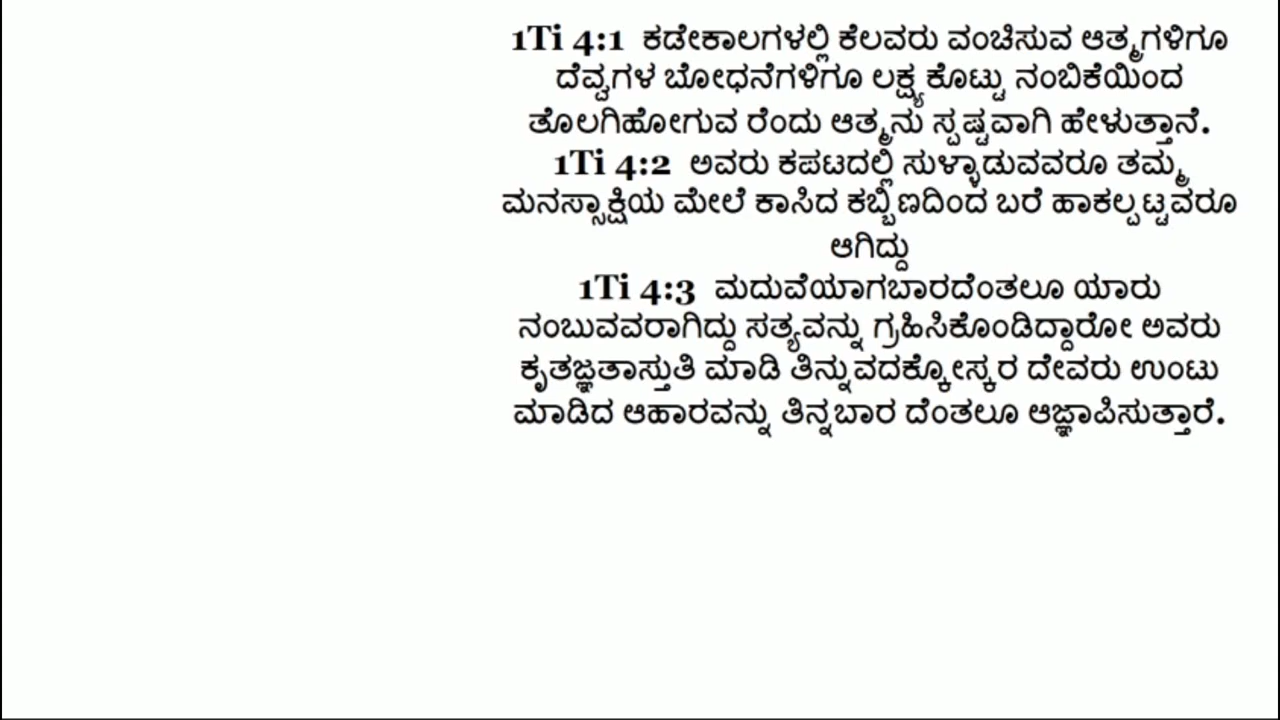 1Ti 4:1 ಕಡೇಕಾಲಗಳಲ್ಲಿ ಕೆಲವರು ವಂಚಿಸುವ ಆತ್ಮಗಳಿಗೂ
ದೆವ್ವಗಳ ಬೋಧನೆಗಳಿಗೂ ಲಕ್ಷ್ಯಕೊಟ್ಟು ನಂಬಿಕೆಯಿಂದ
ತೊಲಗಿಹೋಗುವ ರೆಂದು ಆತ್ಮನು ಸ್ಪಷ್ಟವಾಗಿ ಹೇಳುತ್ತಾನೆ.
1Ti 4:2 ಅವರು ಕಪಟದಲ್ಲಿ ಸುಳ್ಳಾಡುವವರೂ ತಮ್ಮ
ಮನಸ್ಸಾಕ್ಷಿಯ ಮೇಲೆ ಕಾಸಿದ ಕಬ್ಬಿಣದಿಂದ ಬರೆ ಹಾಕಲ್ಪಟ್ಟವರೂ
ಆಗಿದ್ದು
1Ti 4:3 ಮದುವೆಯಾಗಬಾರದೆಂತಲೂ ಯಾರು
ನಂಬುವವರಾಗಿದ್ದು ಸತ್ಯವನ್ನು ಗ್ರಹಿಸಿಕೊಂಡಿದ್ದಾರೋ ಅವರು
ಕೃತಜ್ಞತಾಸ್ತುತಿ ಮಾಡಿ ತಿನ್ನುವದಕ್ಕೋಸ್ಕರ ದೇವರು ಉಂಟು
ಮಾಡಿದ ಆಹಾರವನ್ನು ತಿನ್ನಬಾರ ದೆಂತಲೂ ಆಜ್ಞಾಪಿಸುತ್ತಾರೆ.